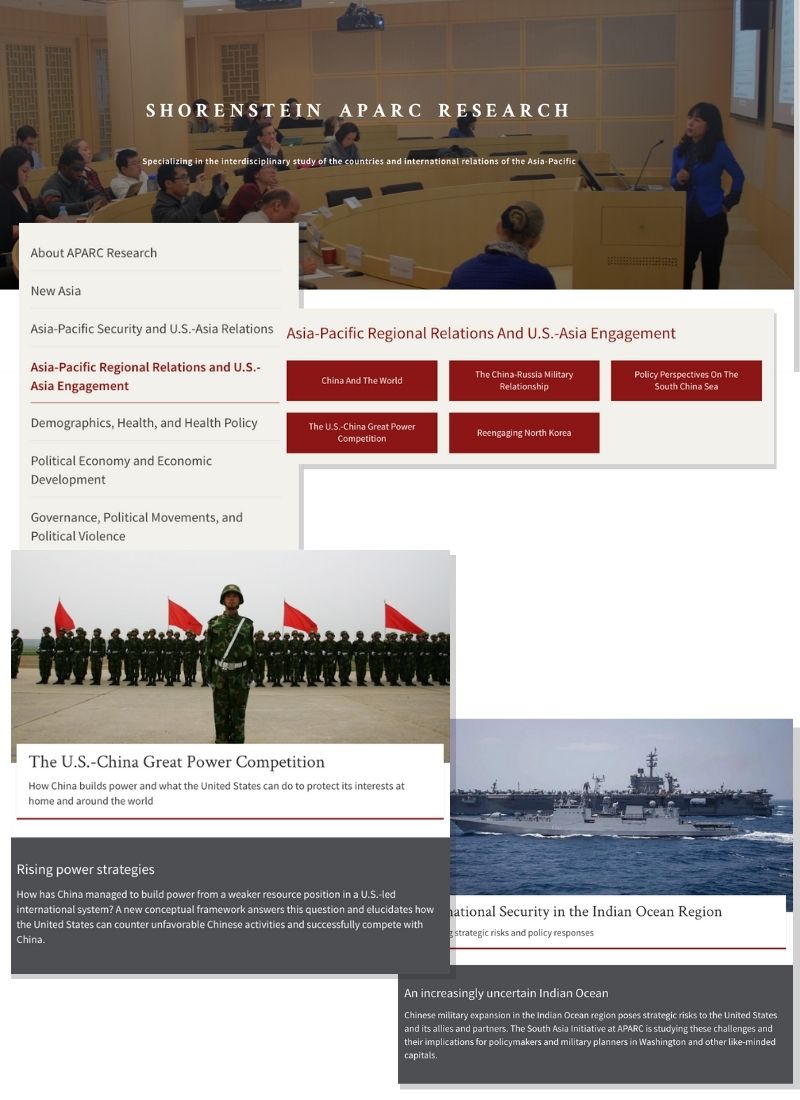 SHORENSTEIN APARC RESEARCH
Specializing in the interdisciplinary study of the countries and international relations of the Asia-Pacific
About APARC Research
New Asia
Asia-Pacific Security and U.S.-Asia Relations
Asia-Pacific Regional Relations and U.S.-
Asia Engagement
Demographics, Health, and Health Policy
Political Economy and Economic
Development
Governance, Political Movements, and
Political Violence
Asia-Pacific Regional Relations And U.S.-Asia Engagement
China And The World
The China-Russia Military
Relationship
Policy Perspectives On The
South China Sea
The U.S.-China Great Power
Competition
Reengaging North Korea
The U.S.-China Great Power Competition
How China builds power and what the United States can do to protect its interests at
home and around the world
Rising power strategies
How has China managed to build power from a weaker resource position in a U.S.-led
international system? A new conceptual framework answers this question and elucidates how
the United States can counter unfavorable Chinese activities and successfully compete with
China.
national Security in the Indian Ocean Region
strategic risks and policy responses
An increasingly uncertain Indian Ocean
Chinese military expansion in the Indian Ocean region poses strategic risks to the United States
and its allies and partners. The South Asia Initiative at APARC is studying these challenges and
their implications for policymakers and military planners in Washington and other like-minded
capitals.